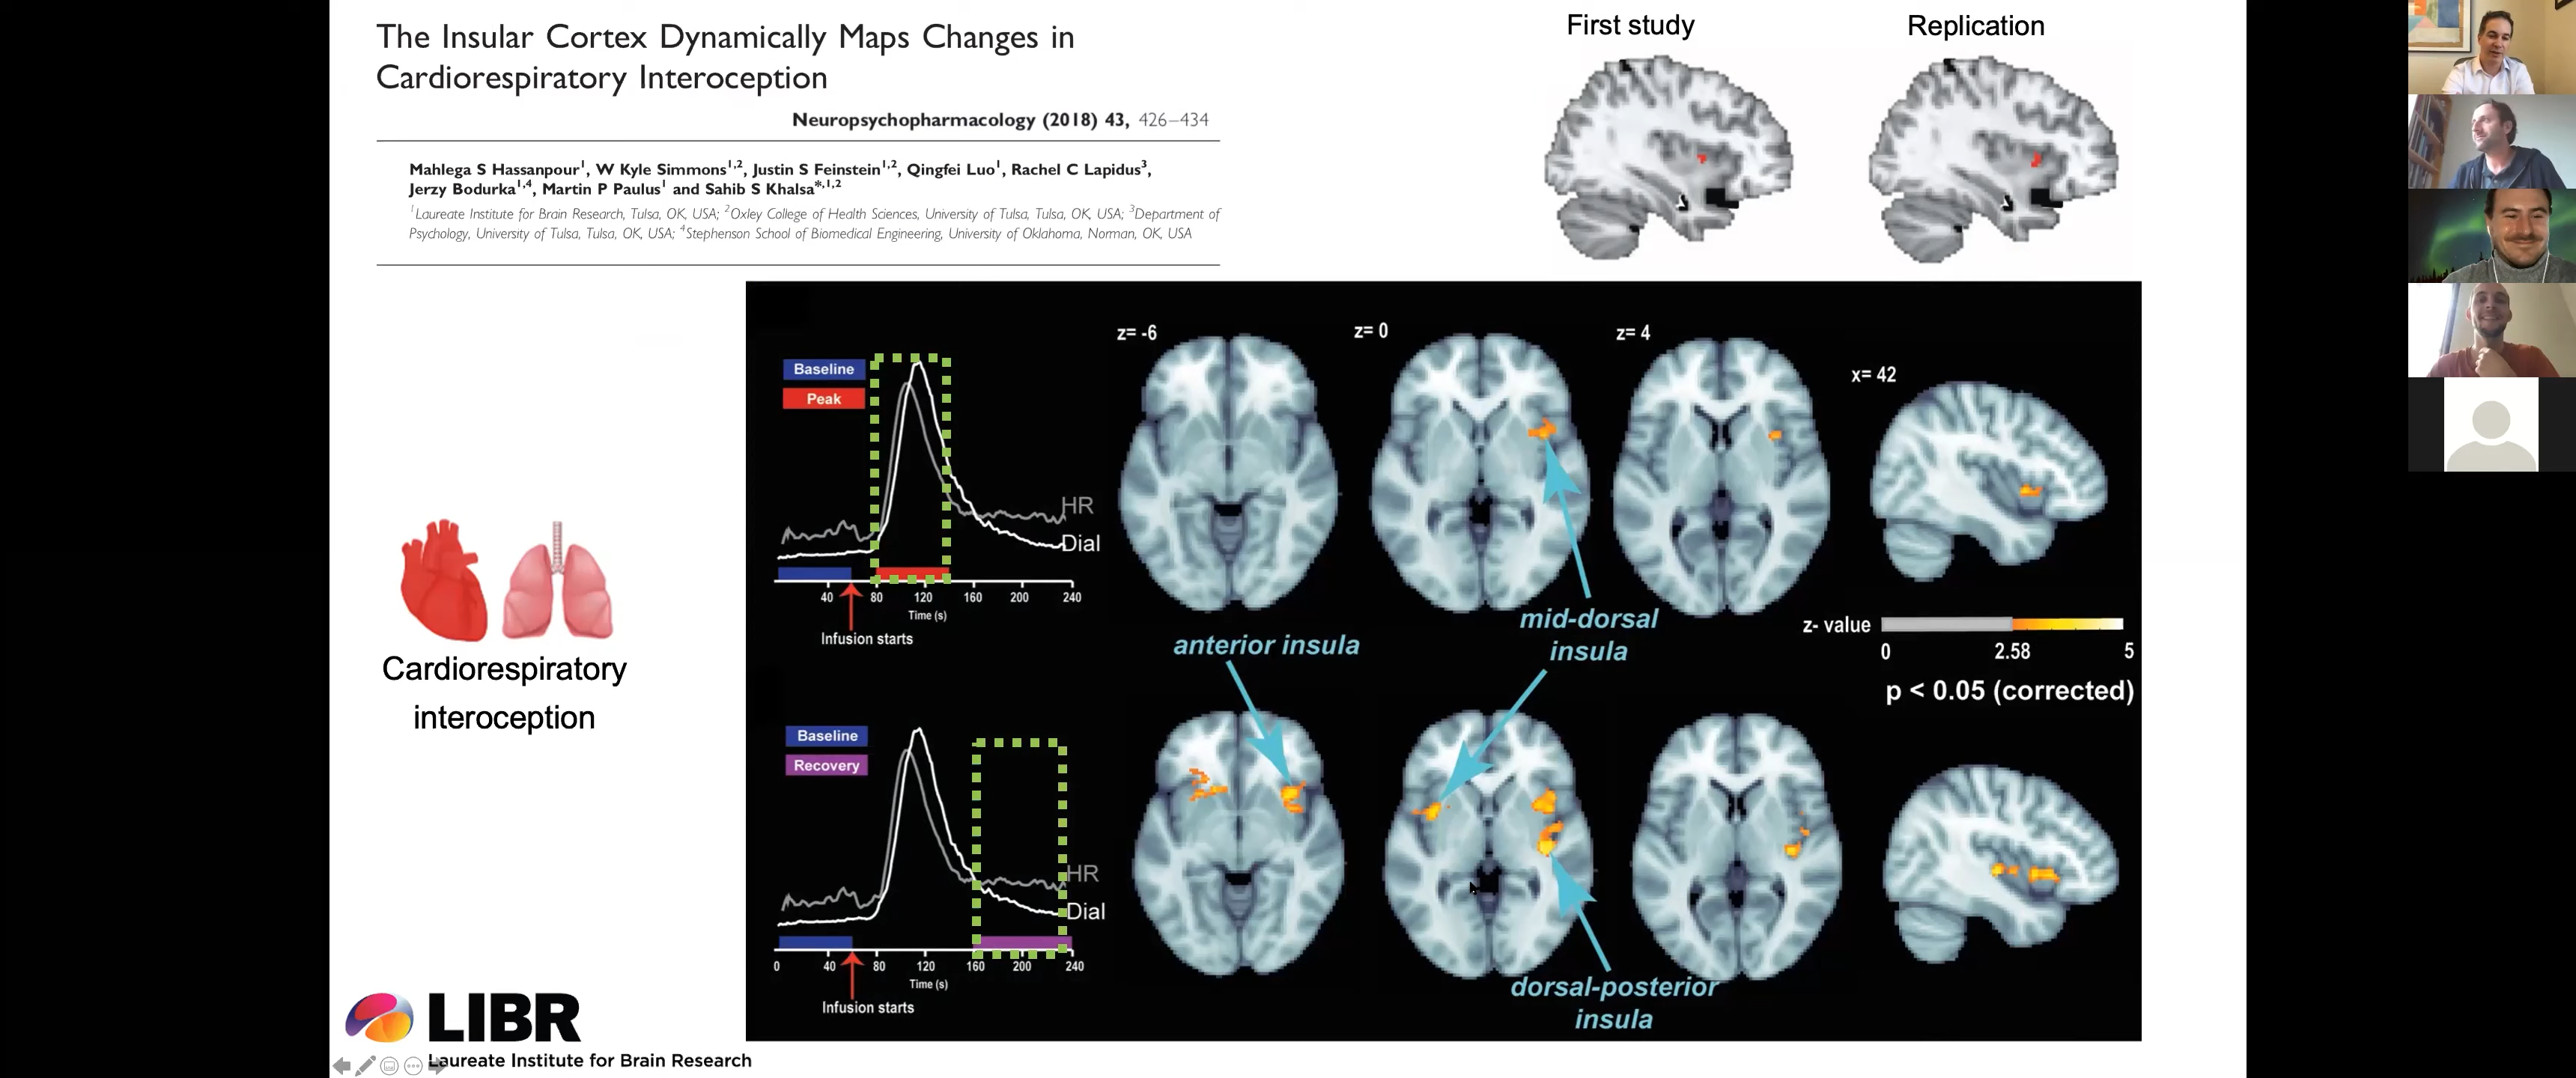 The Insular Cortex Dynamically Maps Changes in
Cardiorespiratory Interoception
Neuropsychopharmacology (2018) 43, 426–434
Mahlega S Hassanpour1, W Kyle Simmons1,2, Justin S Feinstein1,2, Qingfei Luo1, Rachel C Lapidus3,
Jerzy Bodurka1,4, Martin P Paulus1 and Sahib S Khalsa*,1,2
1Laureate Institute for Brain Research, Tulsa, OK, USA; 2Oxley College of Health Sciences, University of Tulsa, Tulsa, OK, USA; 3Department of
Psychology, University of Tulsa, Tulsa, OK, USA; 4Stephenson School of Biomedical Engineering, University of Oklahoma, Norman, OK, USA
First study
Replication
Baseline
Peak
HR
Dial
40 80 120 160 200 240
Time (s)
Infusion starts
z= -6
z= 0
z= 4
x= 42
anterior insula
mid-dorsal
insula
z- value
0 2.58 5
p < 0.05 (corrected)
Cardiorespiratory
interoception
Baseline
Recovery
HR
Dial
0 40 80 120 160 200 240
Time (s)
Infusion starts
dorsal-posterior
insula
LIBR
Laureate Institute for Brain Research